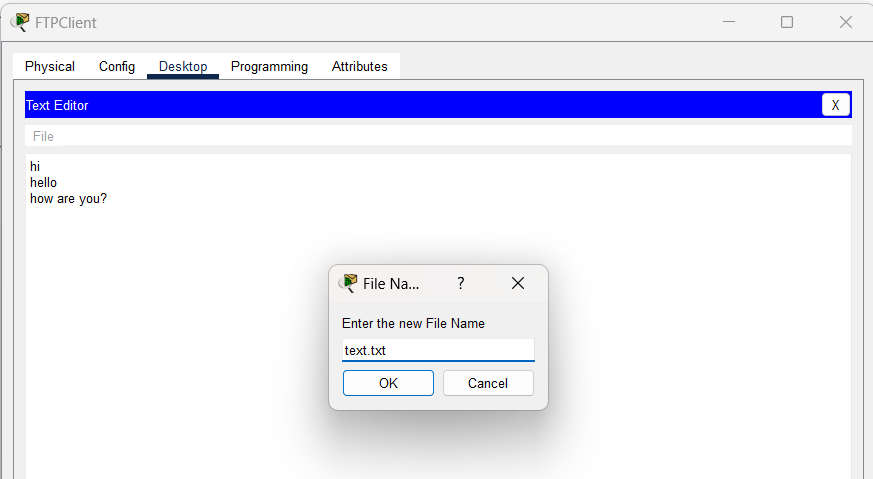 FTPClient
Physical Config Desktop Programming Attributes
Text Editor X
File
hi
hello
how are you?
File Na... ?
Enter the new File Name
text.txt
OK Cancel